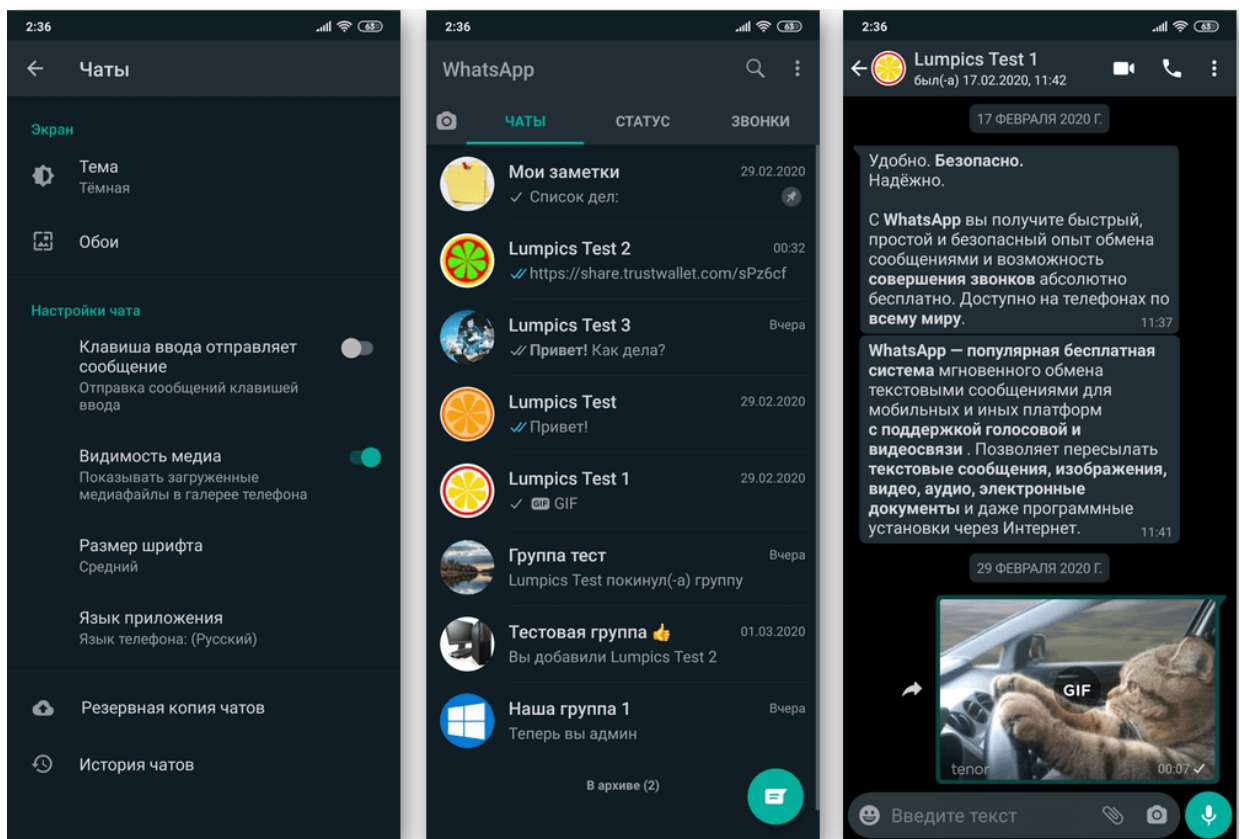 2:36
63
Чаты
Экран
Тема
Тёмная
Обои
Настройки чата
Клавиша ввода отправляет
сообщение
Отправка сообщений клавишей
ввода
Видимость медиа
Показывать загруженные
медиафайлы в галерее телефона
Размер шрифта
Средний
Язык приложения
Язык телефона: (Русский)
Резервная копия чатов
История чатов
2:36
63
WhatsApp
ЧАТЫ СТАТУС ЗВОНКИ
Мои заметки 29.02.2020
Список дел:
Lumpics Test 2 00:32
https://share.trustwallet.com/sPz6cf
Lumpics Test 3 Вчера
Привет! Как дела?
Lumpics Test 29.02.2020
Привет!
Lumpics Test 1 29.02.2020
GIF GIF
Группа тест Вчера
Lumpics Test покинул(-а) группу
Тестовая группа 👍 01.03.2020
Вы добавили Lumpics Test 2
Наша группа 1 Вчера
Теперь вы админ
В архиве (2)
2:36
63
Lumpics Test 1
был(-а) 17.02.2020, 11:42
17 ФЕВРАЛЯ 2020 Г.
Удобно. Безопасно.
Надёжно.
С WhatsApp вы получите быстрый,
простой и безопасный опыт обмена
сообщениями и возможность
совершения звонков абсолютно
бесплатно. Доступно на телефонах по
всему миру. 11:37
WhatsApp — популярная бесплатная
система мгновенного обмена
текстовыми сообщениями для
мобильных и иных платформ
с поддержкой голосовой и
видеосвязи . Позволяет пересылать
текстовые сообщения, изображения,
видео, аудио, электронные
документы и даже программные
установки через Интернет. 11:41
29 ФЕВРАЛЯ 2020 Г.
GIF
tenor 00:07
Введите текст